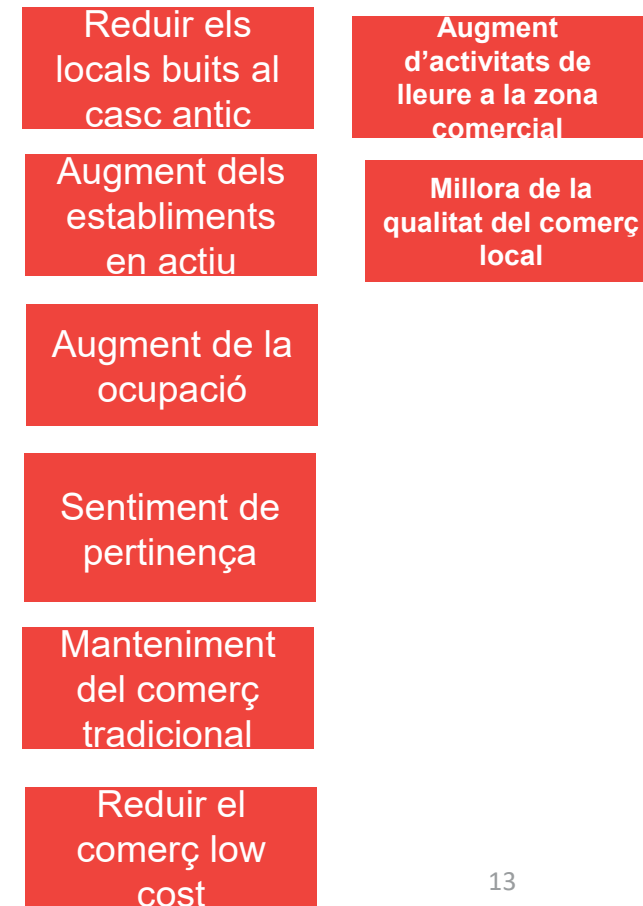 Reduir els
locals buits al
casc antic
Augment dels
establiments
en actiu
Augment de la
ocupació
Sentiment de
pertinença
Manteniment
del comerç
tradicional
Reduir el
comerç low
cost
Augment
d’activitats de
lleure a la zona
comercial
Millora de la
qualitat del comerç
local
13